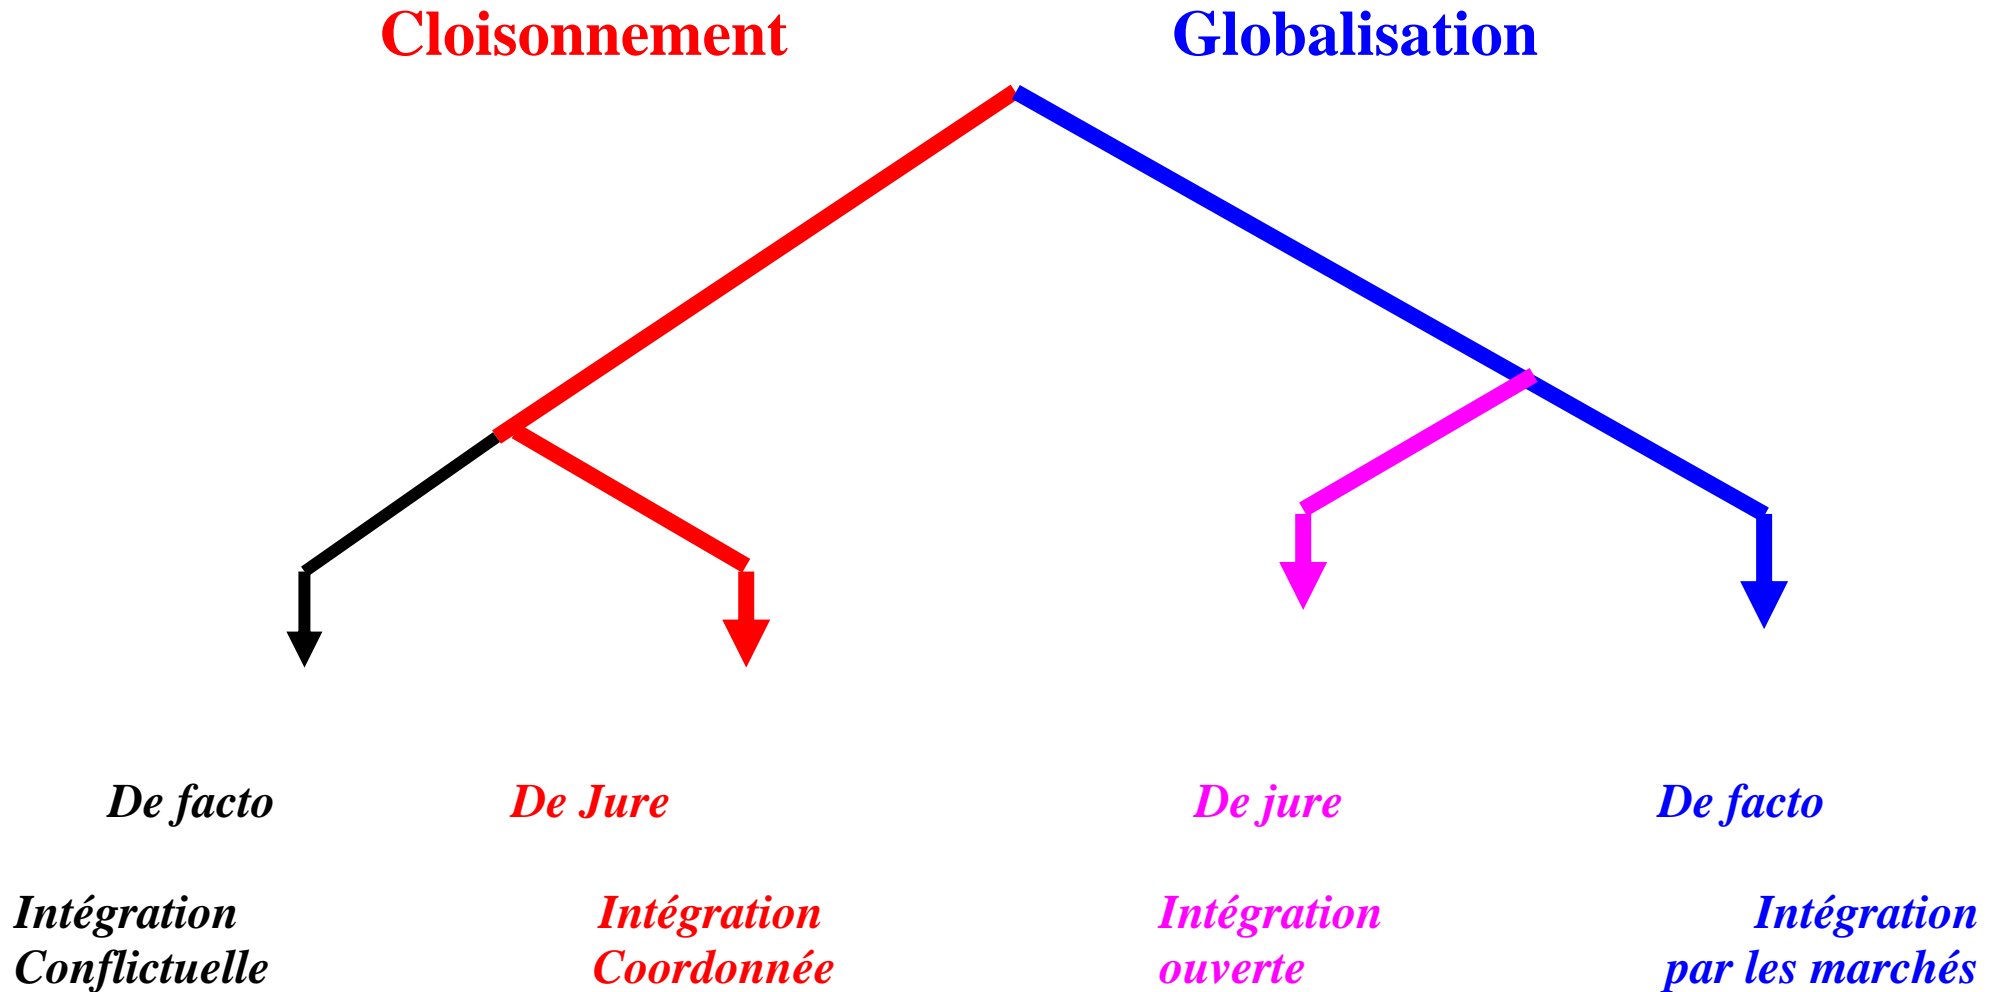 Cloisonnement Globalisation
De facto De Jure De jure De facto
Intégration Intégration Intégration Intégration
Conflictuelle Coordonnée ouverte par les marchés